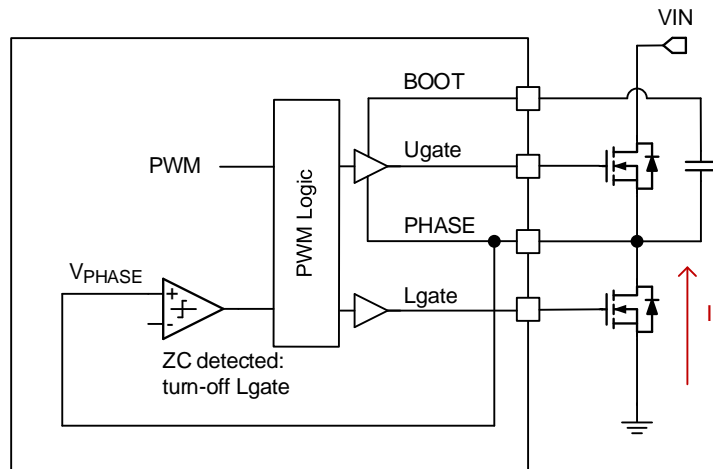 VIN
BOOT
Ugate
PWM
PWM Logic
PHASE
VPHASE
+
-
Lgate
I
ZC detected:
turn-off Lgate